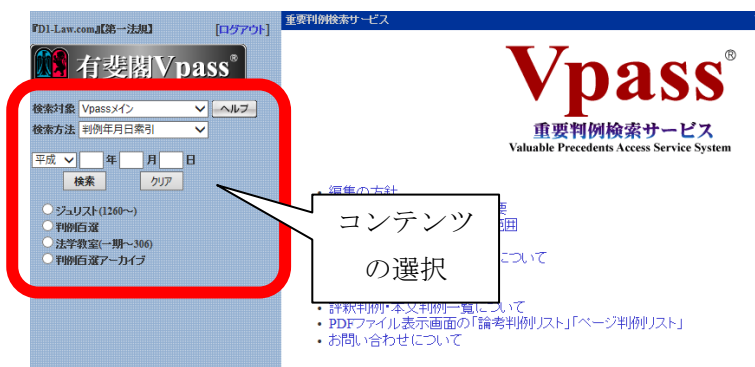 『D1-Law.com』【第一法規】
[ログアウト]
有斐閣Vpass®
検索対象 Vpassメイン ヘルプ
検索方法 判例年月日索引
平成 年 月 日
検索 クリア
ジュリスト(1260~)
判例百選
法学教室(一期~306)
判例百選アーカイブ
重要判例検索サービス
Vpass®
重要判例検索サービス
Valuable Precedents Access Service System
・編集の方針
囲
コンテンツ
の選択
について
・評釈判例・本文判例一覧について
・PDFファイル表示画面の「論考判例リスト」「ページ判例リスト」
・お問い合わせについて